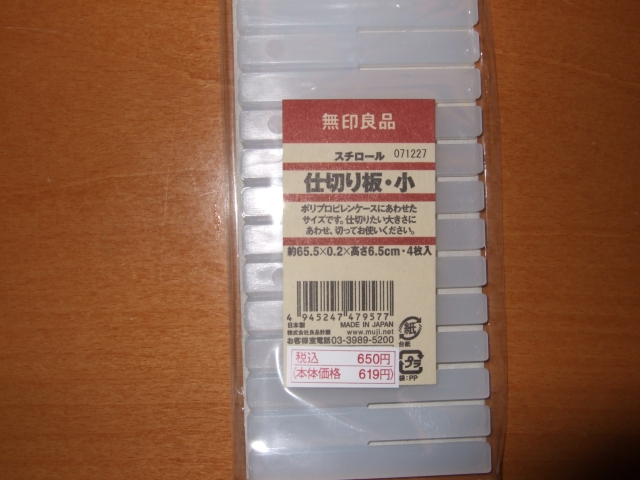 無印良品
スチロール 071227
仕切り板・小
ポリプロピレンケースにあわせた
サイズです。仕切りたい大きさに
あわせ、切ってお使いください。
約65.5×0.2×高さ6.5cm・4枚入
4 945247 479577
日本製 MADE IN JAPAN
株式会社良品計画 www.muji.net
お客様室電話03-3989-5200
紙
台紙
税込 650円
(本体価格 619円)
プラ
袋:PP